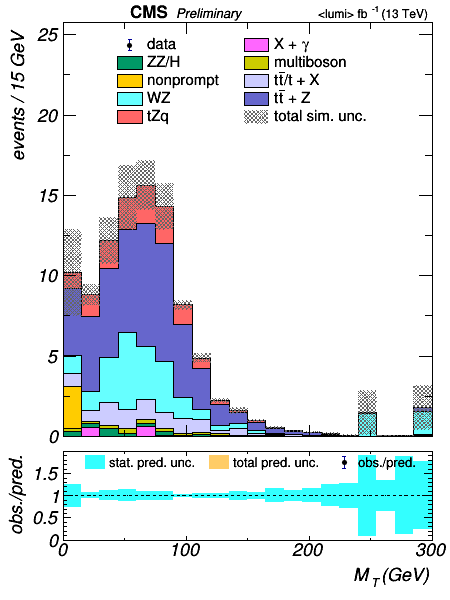 CMS Preliminary <lumi> fb ⁻¹ (13 TeV)
events / 15 GeV
25
20
15
10
5
0
data
ZZ/H
nonprompt
WZ
tZq
X + γ
multiboson
tt̄/t + X
tt̄ + Z
total sim. unc.
obs./pred.
1.5
1
0.5
0
stat. pred. unc. total pred. unc. obs./pred.
0 100 200 300
M_T (GeV)